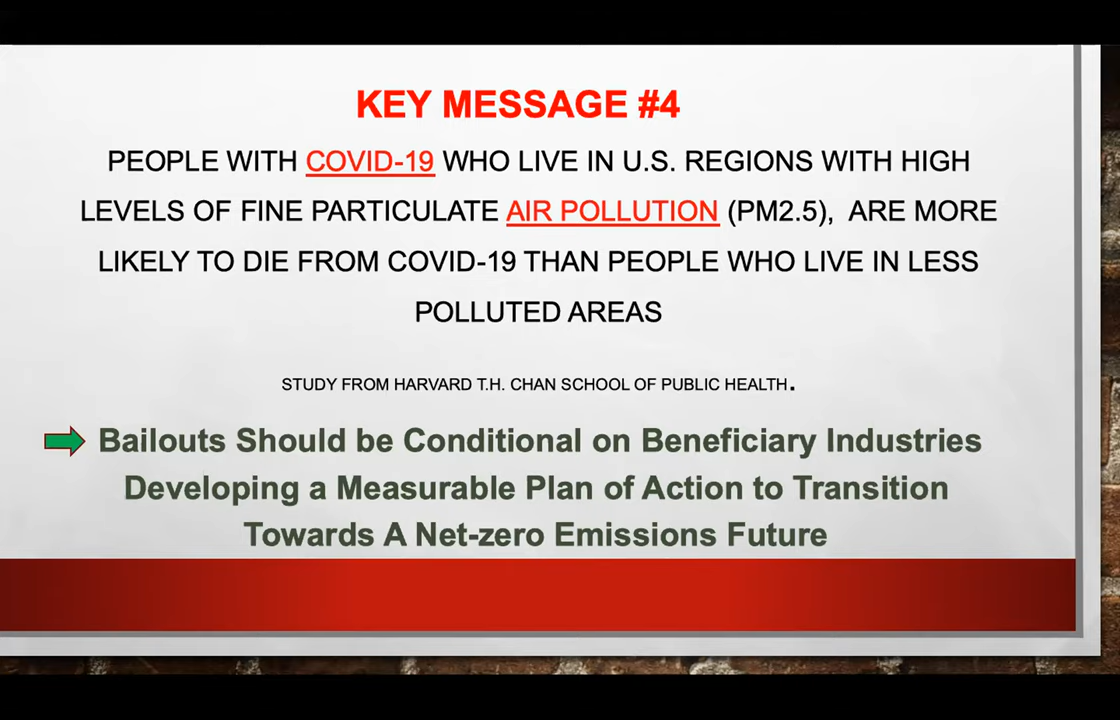 KEY MESSAGE #4
PEOPLE WITH COVID-19 WHO LIVE IN U.S. REGIONS WITH HIGH
LEVELS OF FINE PARTICULATE AIR POLLUTION (PM2.5), ARE MORE
LIKELY TO DIE FROM COVID-19 THAN PEOPLE WHO LIVE IN LESS
POLLUTED AREAS
STUDY FROM HARVARD T.H. CHAN SCHOOL OF PUBLIC HEALTH.
Bailouts Should be Conditional on Beneficiary Industries
Developing a Measurable Plan of Action to Transition
Towards A Net-zero Emissions Future